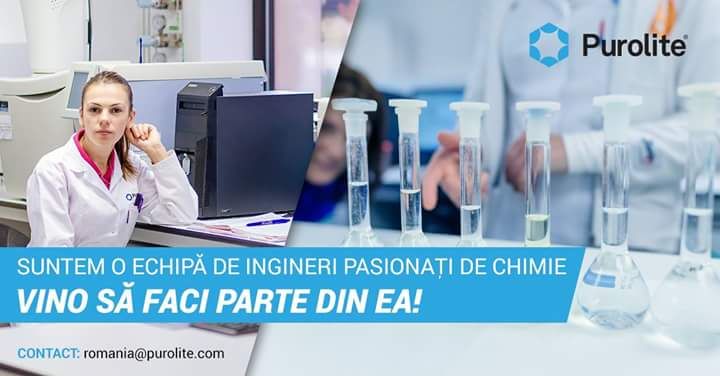 Purolite®
SUNTEM O ECHIPĂ DE INGINERI PASIONAȚI DE CHIMIE
VINO SĂ FACI PARTE DIN EA!
CONTACT: romania@purolite.com